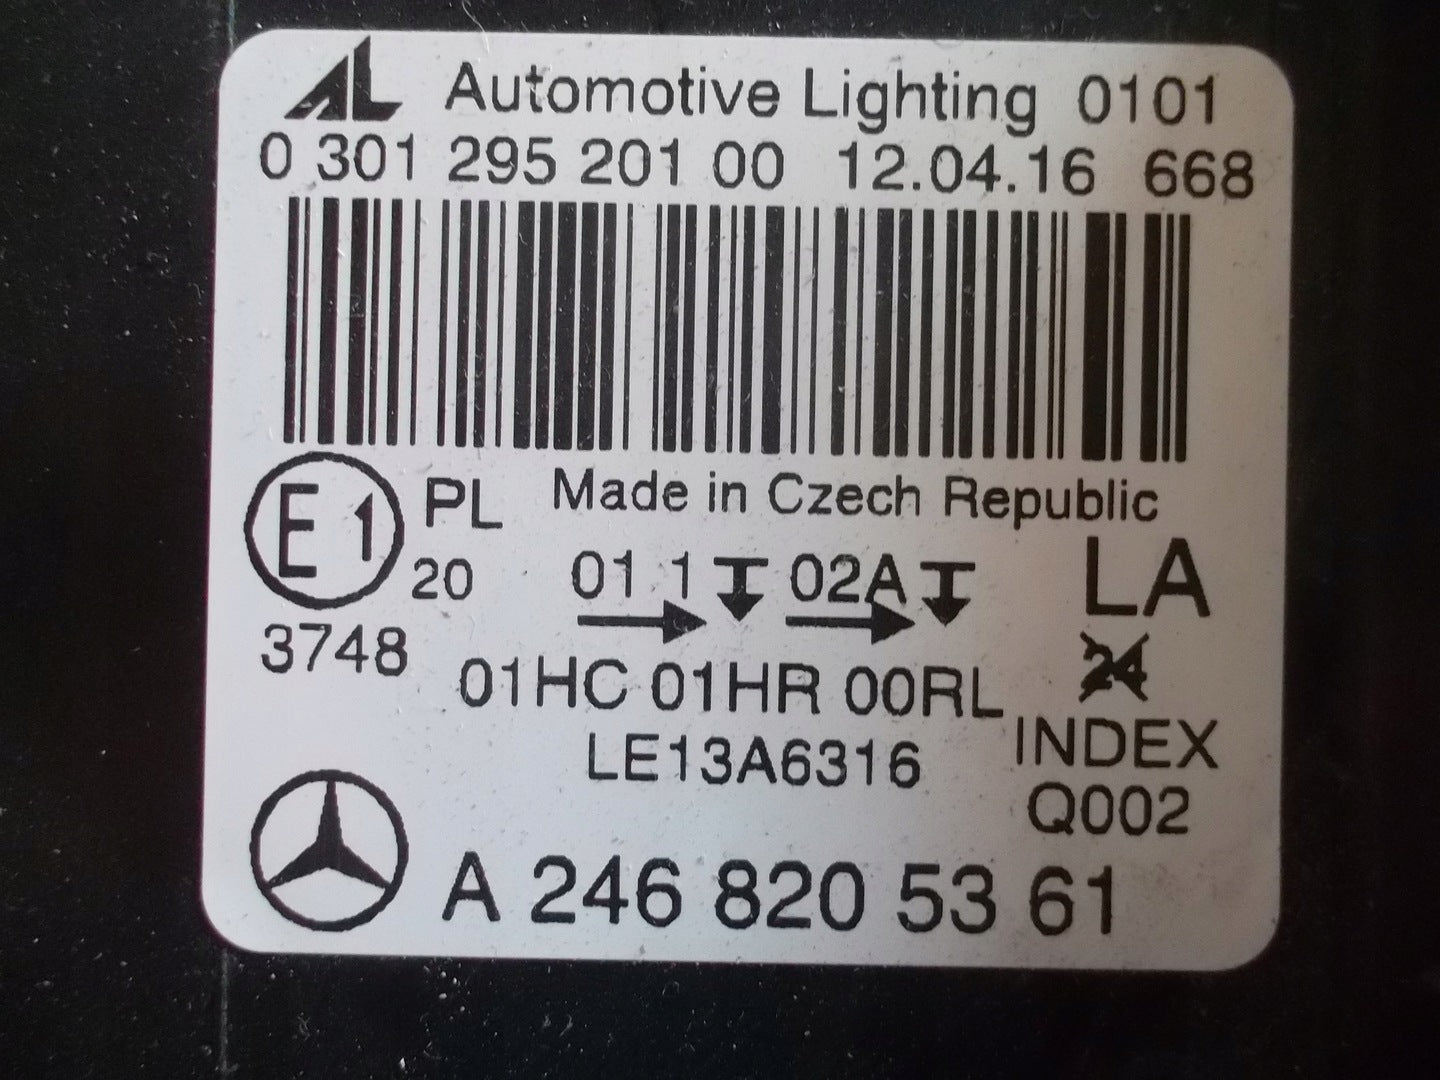 AL Automotive Lighting 0101
0 301 295 201 00 12.04.16 668
E1 PL Made in Czech Republic
20 01 1 02A LA
3748 24
01HC 01HR 00RL
INDEX
LE13A6316
Q002
A 246 820 53 61